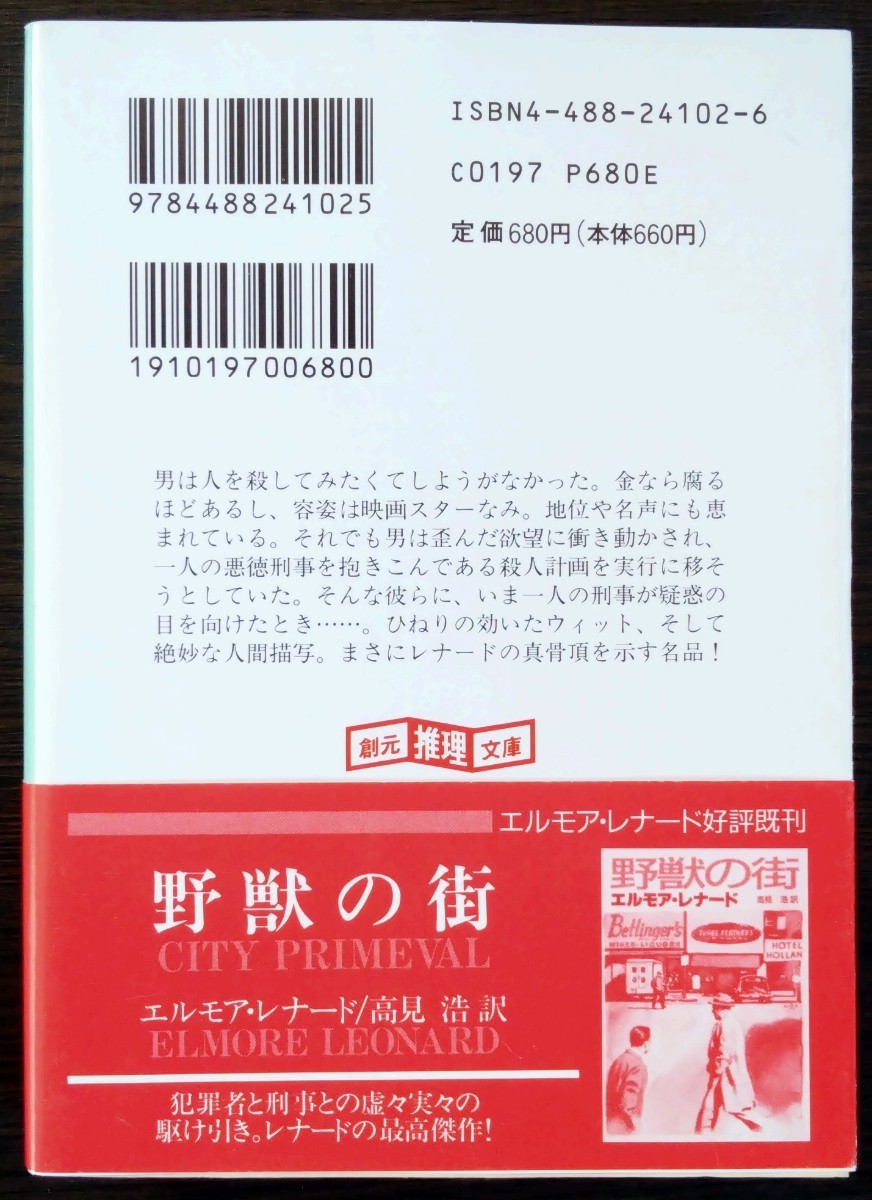 ISBN4-488-24102-6
C0197 P680E
定価680円(本体660円)
9784488241025
1910197006800
男は人を殺してみたくてしようがなかった。金なら腐る
ほどあるし、容姿は映画スターなみ。地位や名声にも恵
まれている。それでも男は歪んだ欲望に衝き動かされ、
一人の悪徳刑事を抱きこんである殺人計画を実行に移そ
うとしていた。そんな彼らに、いま一人の刑事が疑惑の
目を向けたとき……。ひねりの効いたウィット、そして
絶妙な人間描写。まさにレナードの真骨頂を示す名品!
創元推理文庫
エルモア・レナード好評既刊
野獣の街
CITY PRIMEVAL
エルモア・レナード/高見 浩 訳
ELMORE LEONARD
犯罪者と刑事との虚々実々の
駆け引き。レナードの最高傑作!
野獣の街
エルモア・レナード 高見 浩 訳
HOTEL
HOLLAN